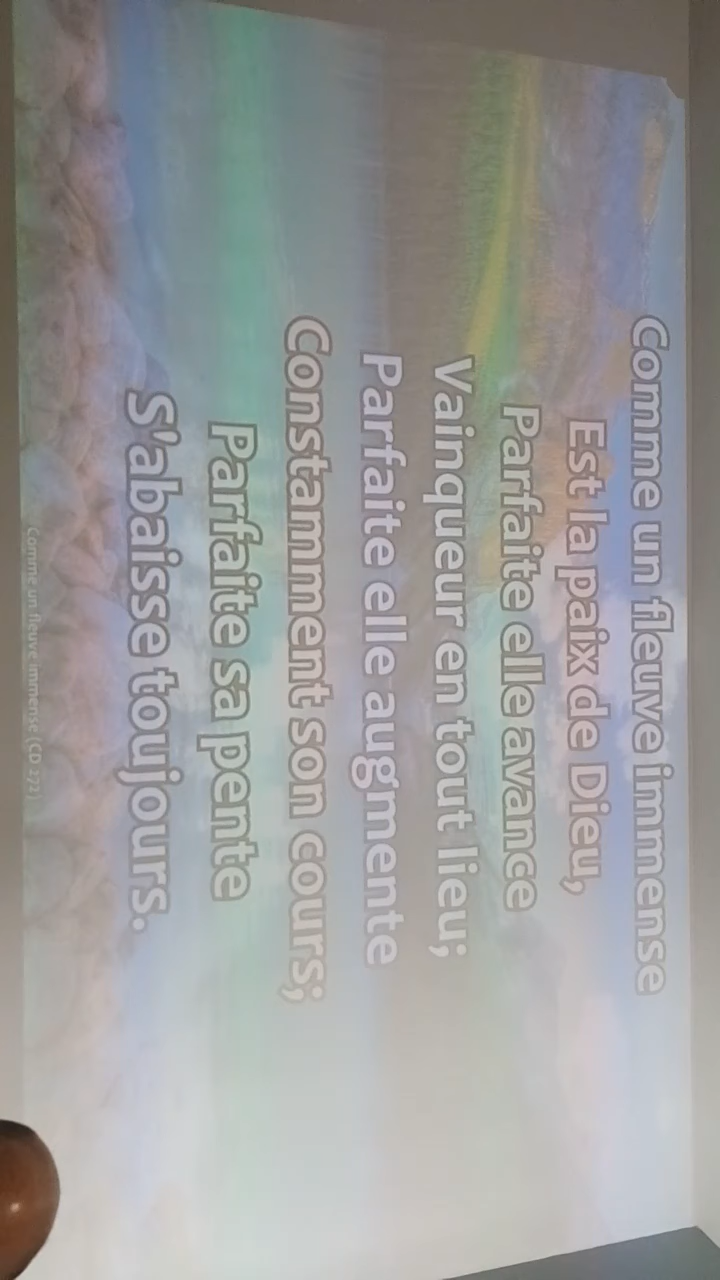 Comme un fleuve immense
Est la paix de Dieu,
Parfaite elle avance
Vainqueur en tout lieu;
Parfaite elle augmente
Constamment son cours;
Parfaite sa pente
S'abaisse toujours.
Comme un fleuve immense (CD 272)